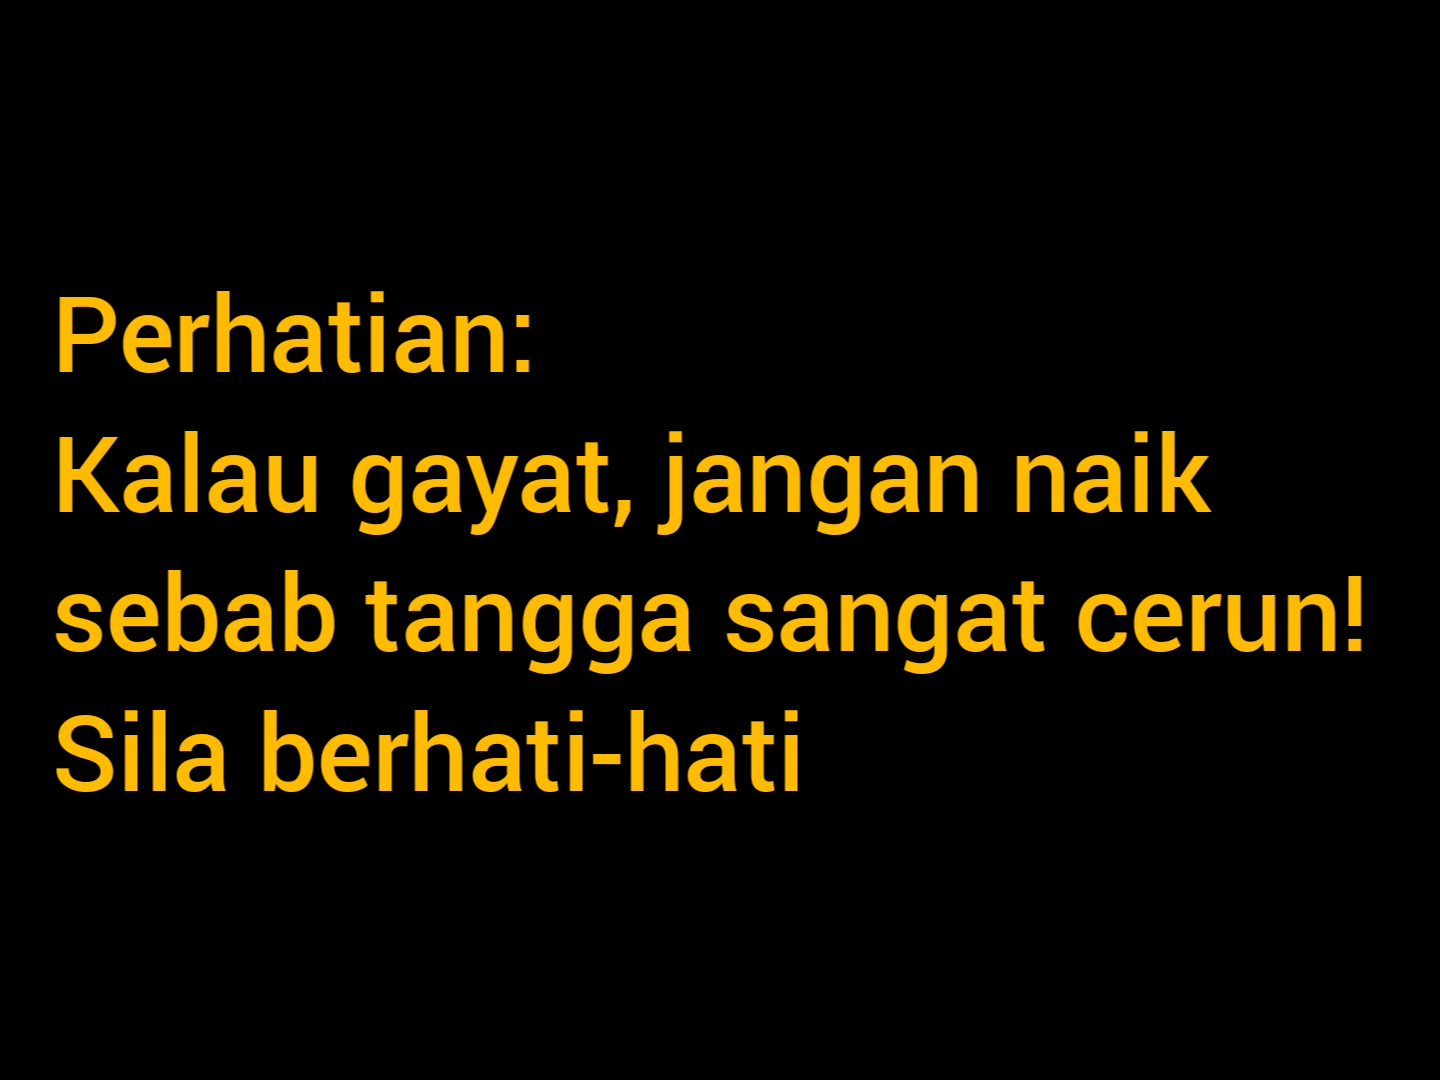 Perhatian:
Kalau gayat, jangan naik
sebab tangga sangat cerun!
Sila berhati-hati